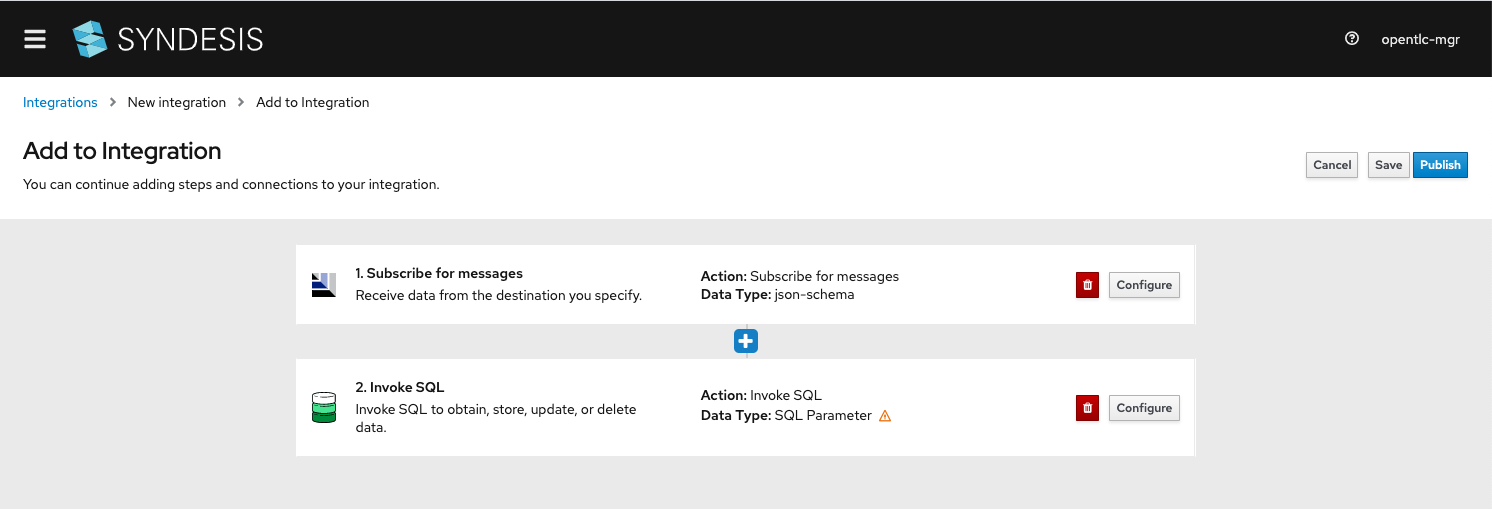 SYNDESIS
opentlc-mgr
Integrations > New integration > Add to Integration
Add to Integration
You can continue adding steps and connections to your integration.
Cancel
Save
Publish
1. Subscribe for messages
Receive data from the destination you specify.
Action: Subscribe for messages
Data Type: json-schema
Configure
2. Invoke SQL
Invoke SQL to obtain, store, update, or delete
data.
Action: Invoke SQL
Data Type: SQL Parameter
Configure